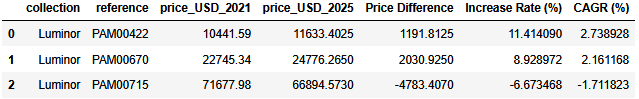 collection reference price_USD_2021 price_USD_2025 Price Difference Increase Rate (%) CAGR (%)
0 Luminor PAM00422 10441.59 11633.4025 1191.8125 11.414090 2.738928
1 Luminor PAM00670 22745.34 24776.2650 2030.9250 8.928972 2.161168
2 Luminor PAM00715 71677.98 66894.5730 -4783.4070 -6.673468 -1.711823